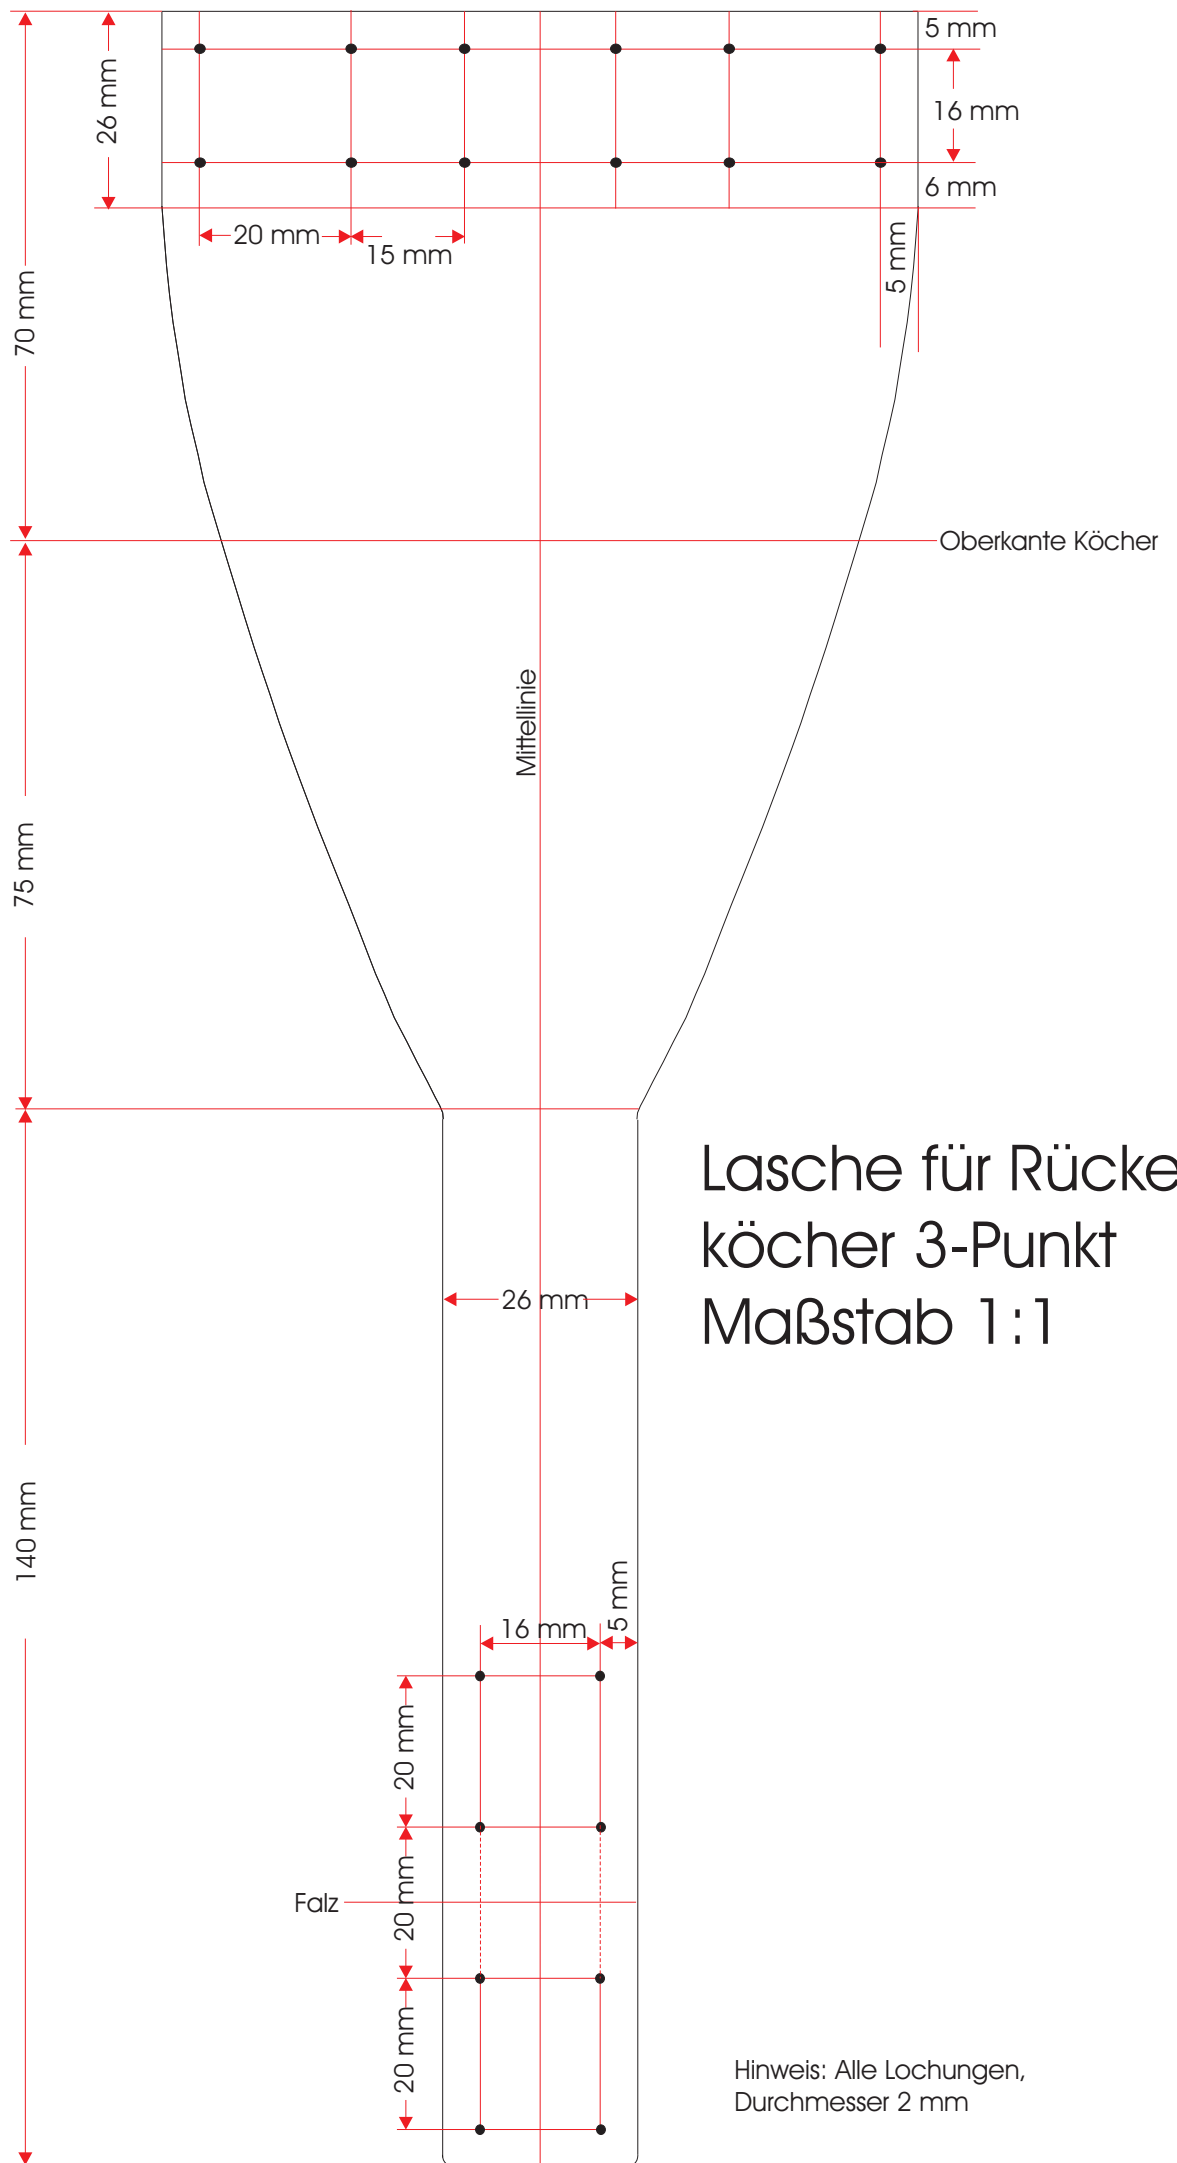 5 mm
26 mm
16 mm
6 mm
20 mm
15 mm
5 mm
70 mm
Oberkante Köcher
Mittellinie
75 mm
Lasche für Rücke
köcher 3-Punkt
Maßstab 1:1
26 mm
140 mm
16 mm
5 mm
20 mm
20 mm
Falz
20 mm
Hinweis: Alle Lochungen,
Durchmesser 2 mm